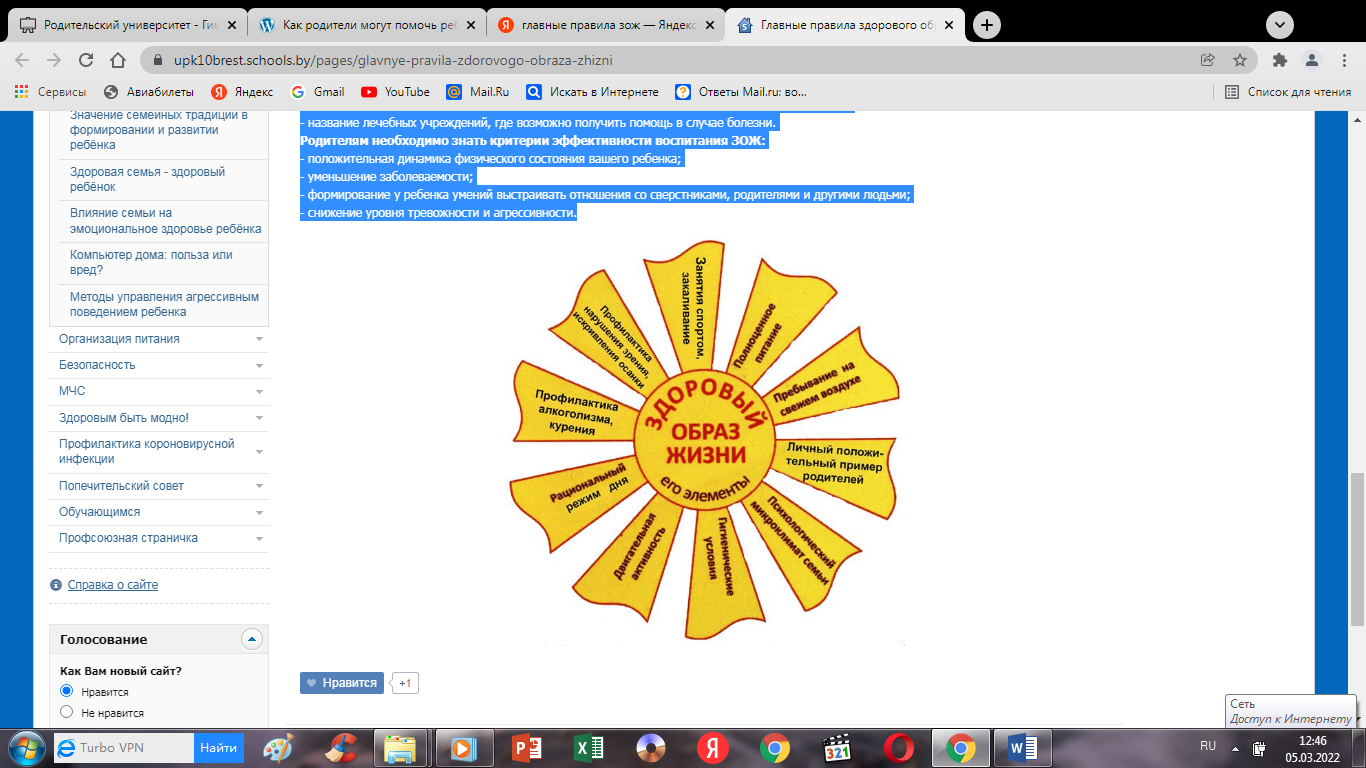 Родительский университет - Гим
Как родители могут помочь реб
главные правила зож — Яндекс
Главные правила здорового об
upk10brest.schools.by/pages/glavnye-pravila-zdorovogo-obraza-zhizni
Сервисы
Авиабилеты
Яндекс
Gmail
YouTube
Mail.Ru
Искать в Интернете
Ответы Mail.ru: во...
Список для чтения
Значение семейных традиций в
формировании и развитии
ребёнка
Здоровая семья - здоровый
ребёнок
Влияние семьи на
эмоциональное здоровье ребёнка
Компьютер дома: польза или
вред?
Методы управления агрессивным
поведением ребенка
Организация питания
Безопасность
МЧС
Здоровым быть модно!
Профилактика короновирусной
инфекции
Попечительский совет
Обучающимся
Профсоюзная страничка
Справка о сайте
Голосование
Как Вам новый сайт?
Нравится
Не нравится
- название лечебных учреждений, где возможно получить помощь в случае болезни.
Родителям необходимо знать критерии эффективности воспитания ЗОЖ:
- положительная динамика физического состояния вашего ребенка;
- уменьшение заболеваемости;
- формирование у ребенка умений выстраивать отношения со сверстниками, родителями и другими людьми;
- снижение уровня тревожности и агрессивности.
ЗДОРОВЫЙ
ОБРАЗ
ЖИЗНИ
его элементы
Занятия спортом,
закаливание
Полноценное
питание
Пребывание на
свежем воздухе
Личный положи-
тельный пример
родителей
Психологический
микроклимат семьи
Гигиенические
условия
Двигательная
активность
Рациональный
режим дня
Профилактика
алкоголизма,
курения
Профилактика
нарушения зрения,
искривления осанки
Нравится
+1
Сеть
Доступ к Интернету
Turbo VPN
Найти
321
RU
12:46
05.03.2022